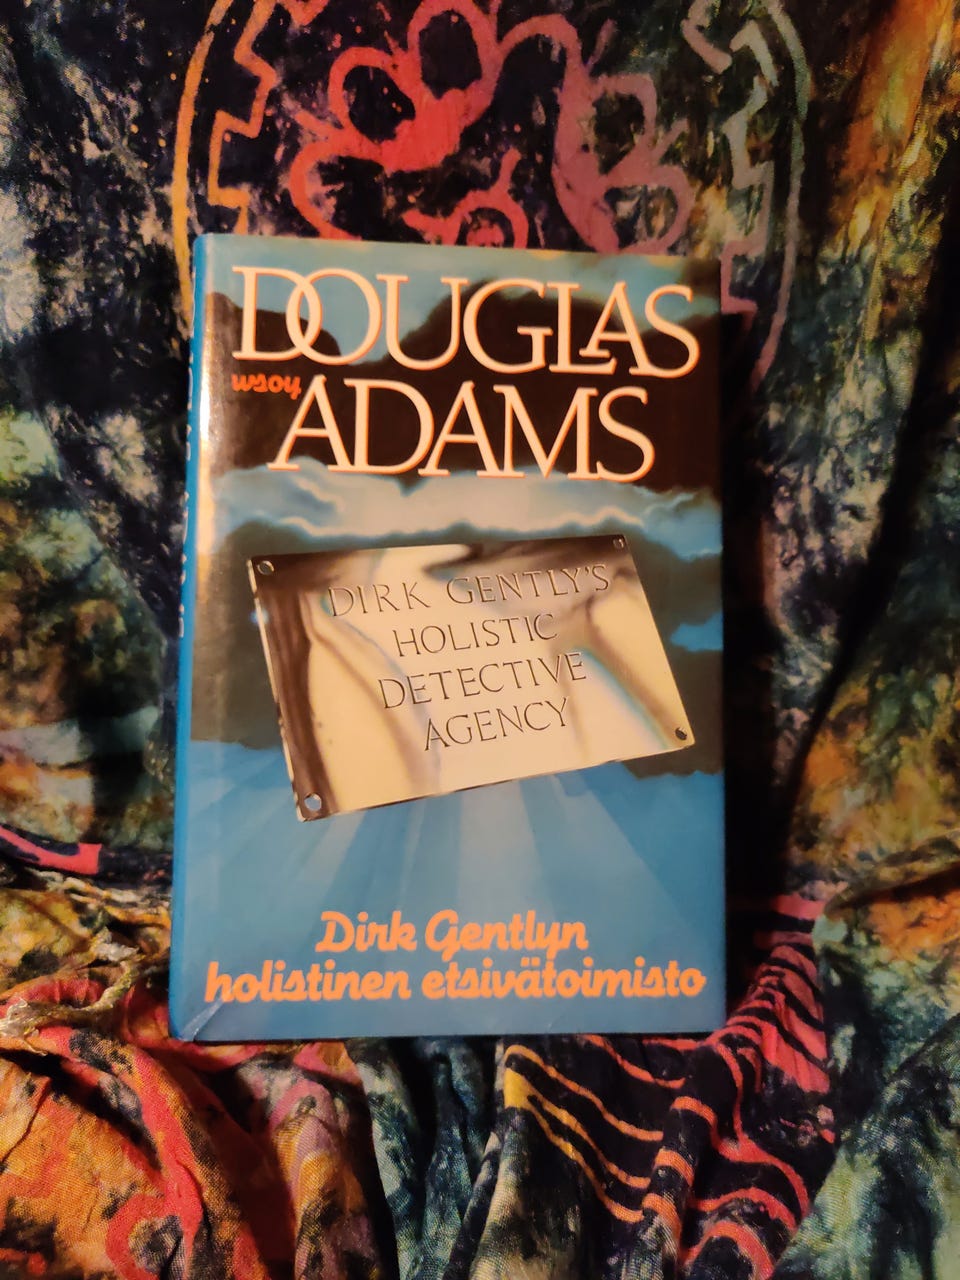 DOUGLAS
wsoy
ADAMS
DIRK GENTLY'S
HOLISTIC
DETECTIVE
AGENCY
Dirk Gentlyn
holistinen etsivätoimisto